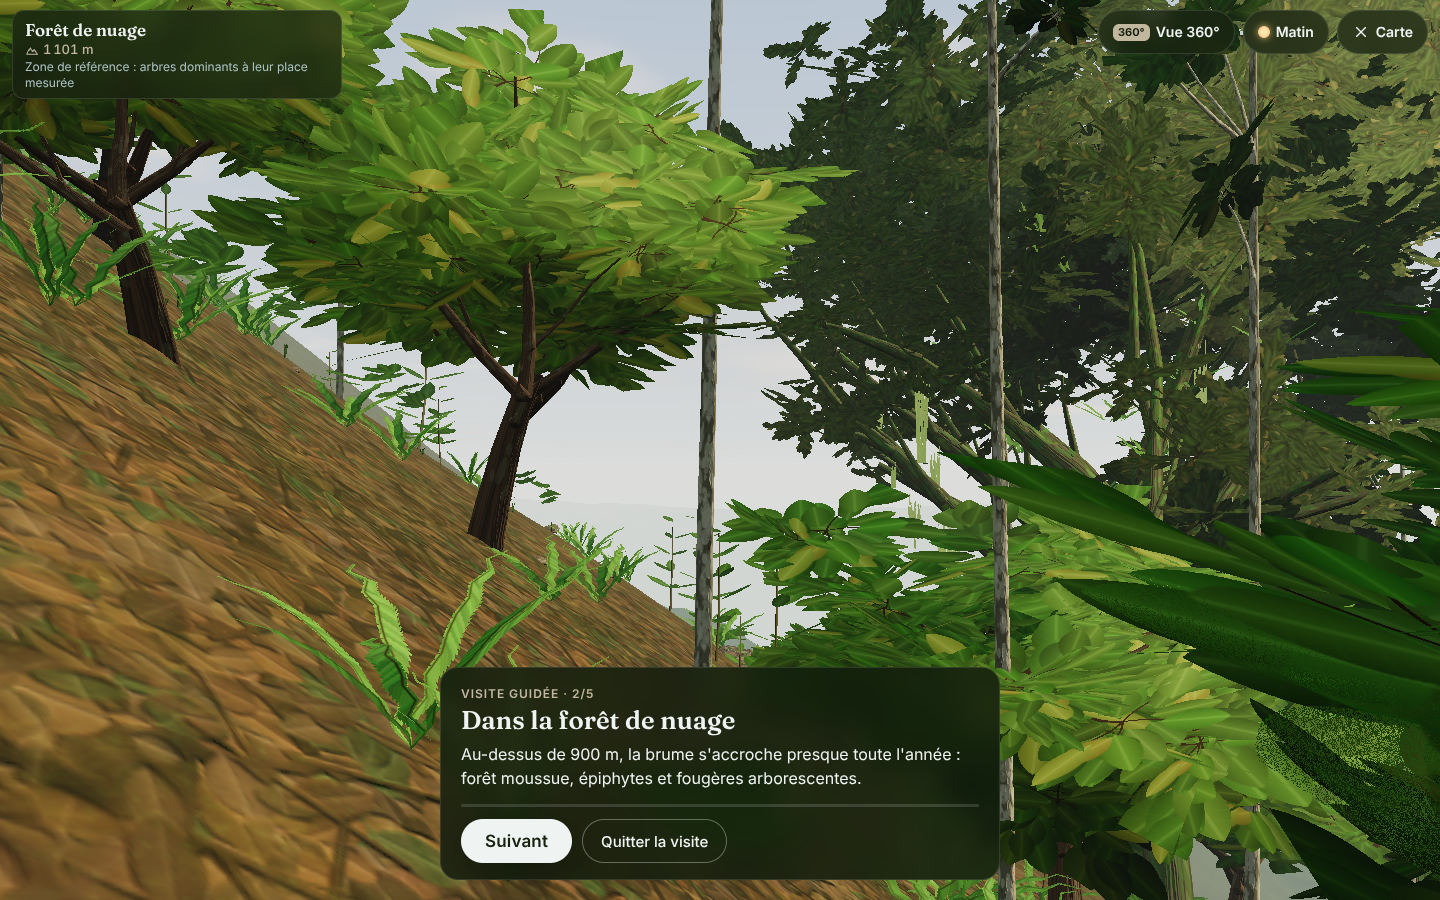 Forêt de nuage
1 101 m
Zone de référence : arbres dominants à leur place
mesurée
360° Vue 360°
Matin
Carte
VISITE GUIDÉE · 2/5
Dans la forêt de nuage
Au-dessus de 900 m, la brume s'accroche presque toute l'année :
forêt moussue, épiphytes et fougères arborescentes.
Suivant
Quitter la visite